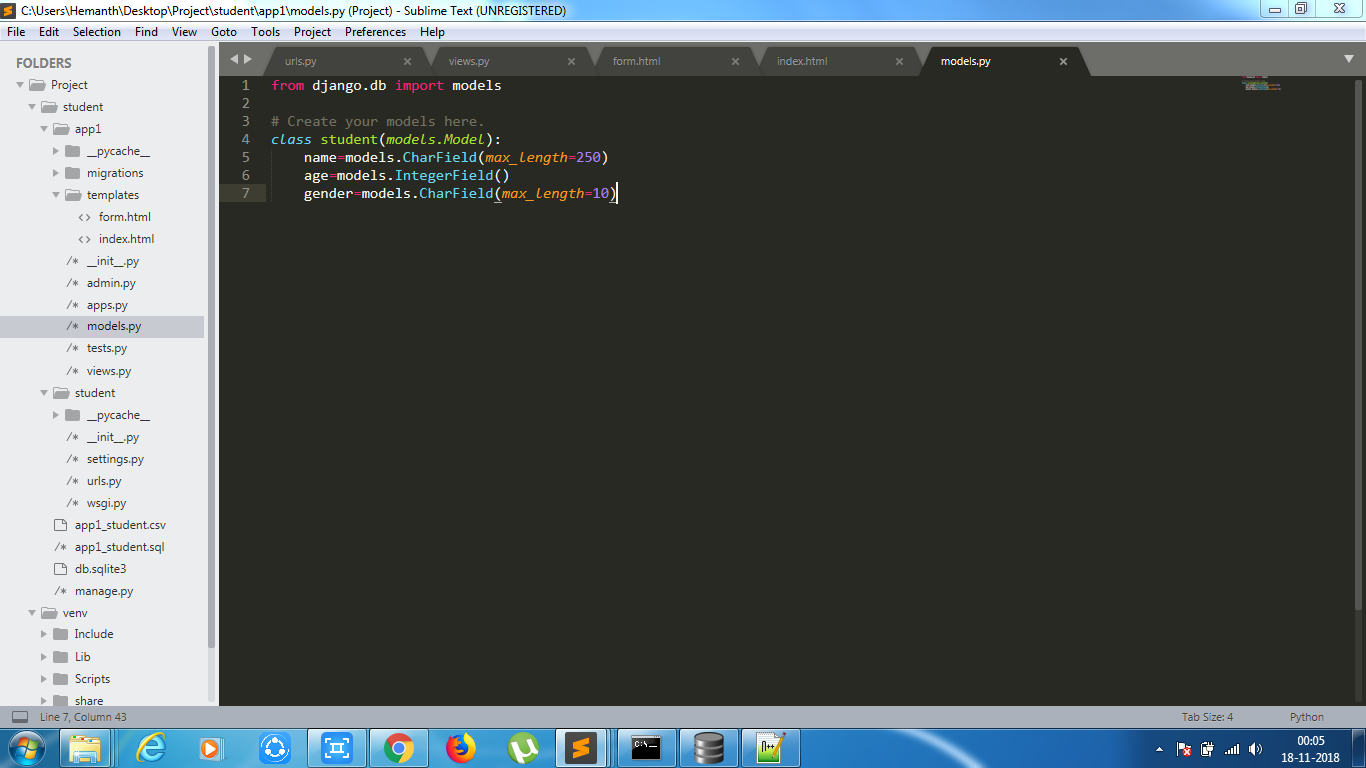 C:\Users\Hemanth\Desktop\Project\student\app1\models.py (Project) - Sublime Text (UNREGISTERED)
File Edit Selection Find View Goto Tools Project Preferences Help
FOLDERS
Project
student
app1
__pycache__
migrations
templates
form.html
index.html
__init__.py
admin.py
apps.py
models.py
tests.py
views.py
student
__pycache__
__init__.py
settings.py
urls.py
wsgi.py
app1_student.csv
app1_student.sql
db.sqlite3
manage.py
venv
Include
Lib
Scripts
share
urls.py views.py form.html index.html models.py
1 from django.db import models
2
3 # Create your models here.
4 class student(models.Model):
5 name=models.CharField(max_length=250)
6 age=models.IntegerField()
7 gender=models.CharField(max_length=10)
Line 7, Column 43 Tab Size: 4 Python
00:05
18-11-2018